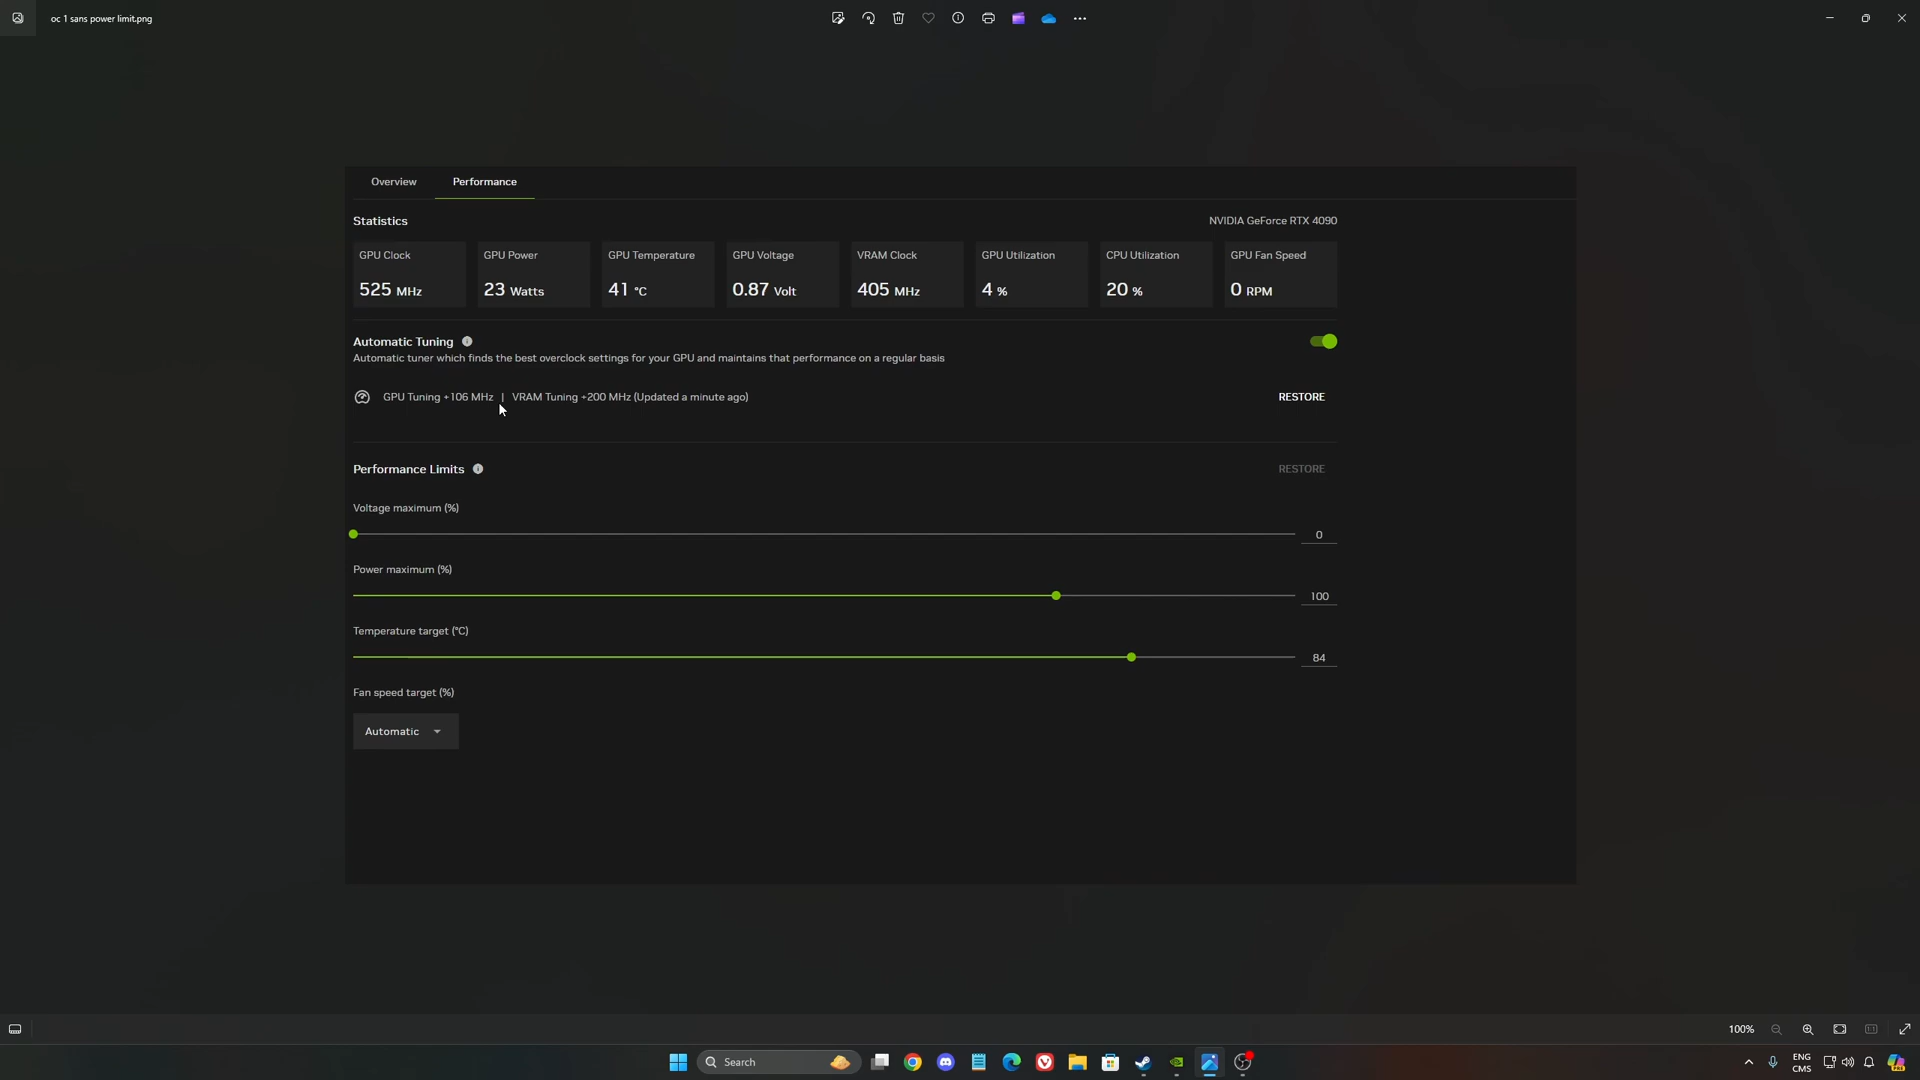 oc 1 sans power limit.png
Overview Performance
Statistics NVIDIA GeForce RTX 4090
GPU Clock GPU Power GPU Temperature GPU Voltage VRAM Clock GPU Utilization CPU Utilization GPU Fan Speed
525 MHz 23 Watts 41 °C 0.87 Volt 405 MHz 4 % 20 % 0 RPM
Automatic Tuning
Automatic tuner which finds the best overclock settings for your GPU and maintains that performance on a regular basis
GPU Tuning +106 MHz | VRAM Tuning +200 MHz (Updated a minute ago) RESTORE
Performance Limits RESTORE
Voltage maximum (%)
0
Power maximum (%)
100
Temperature target (°C)
84
Fan speed target (%)
Automatic
100%
Search ENG
CMS